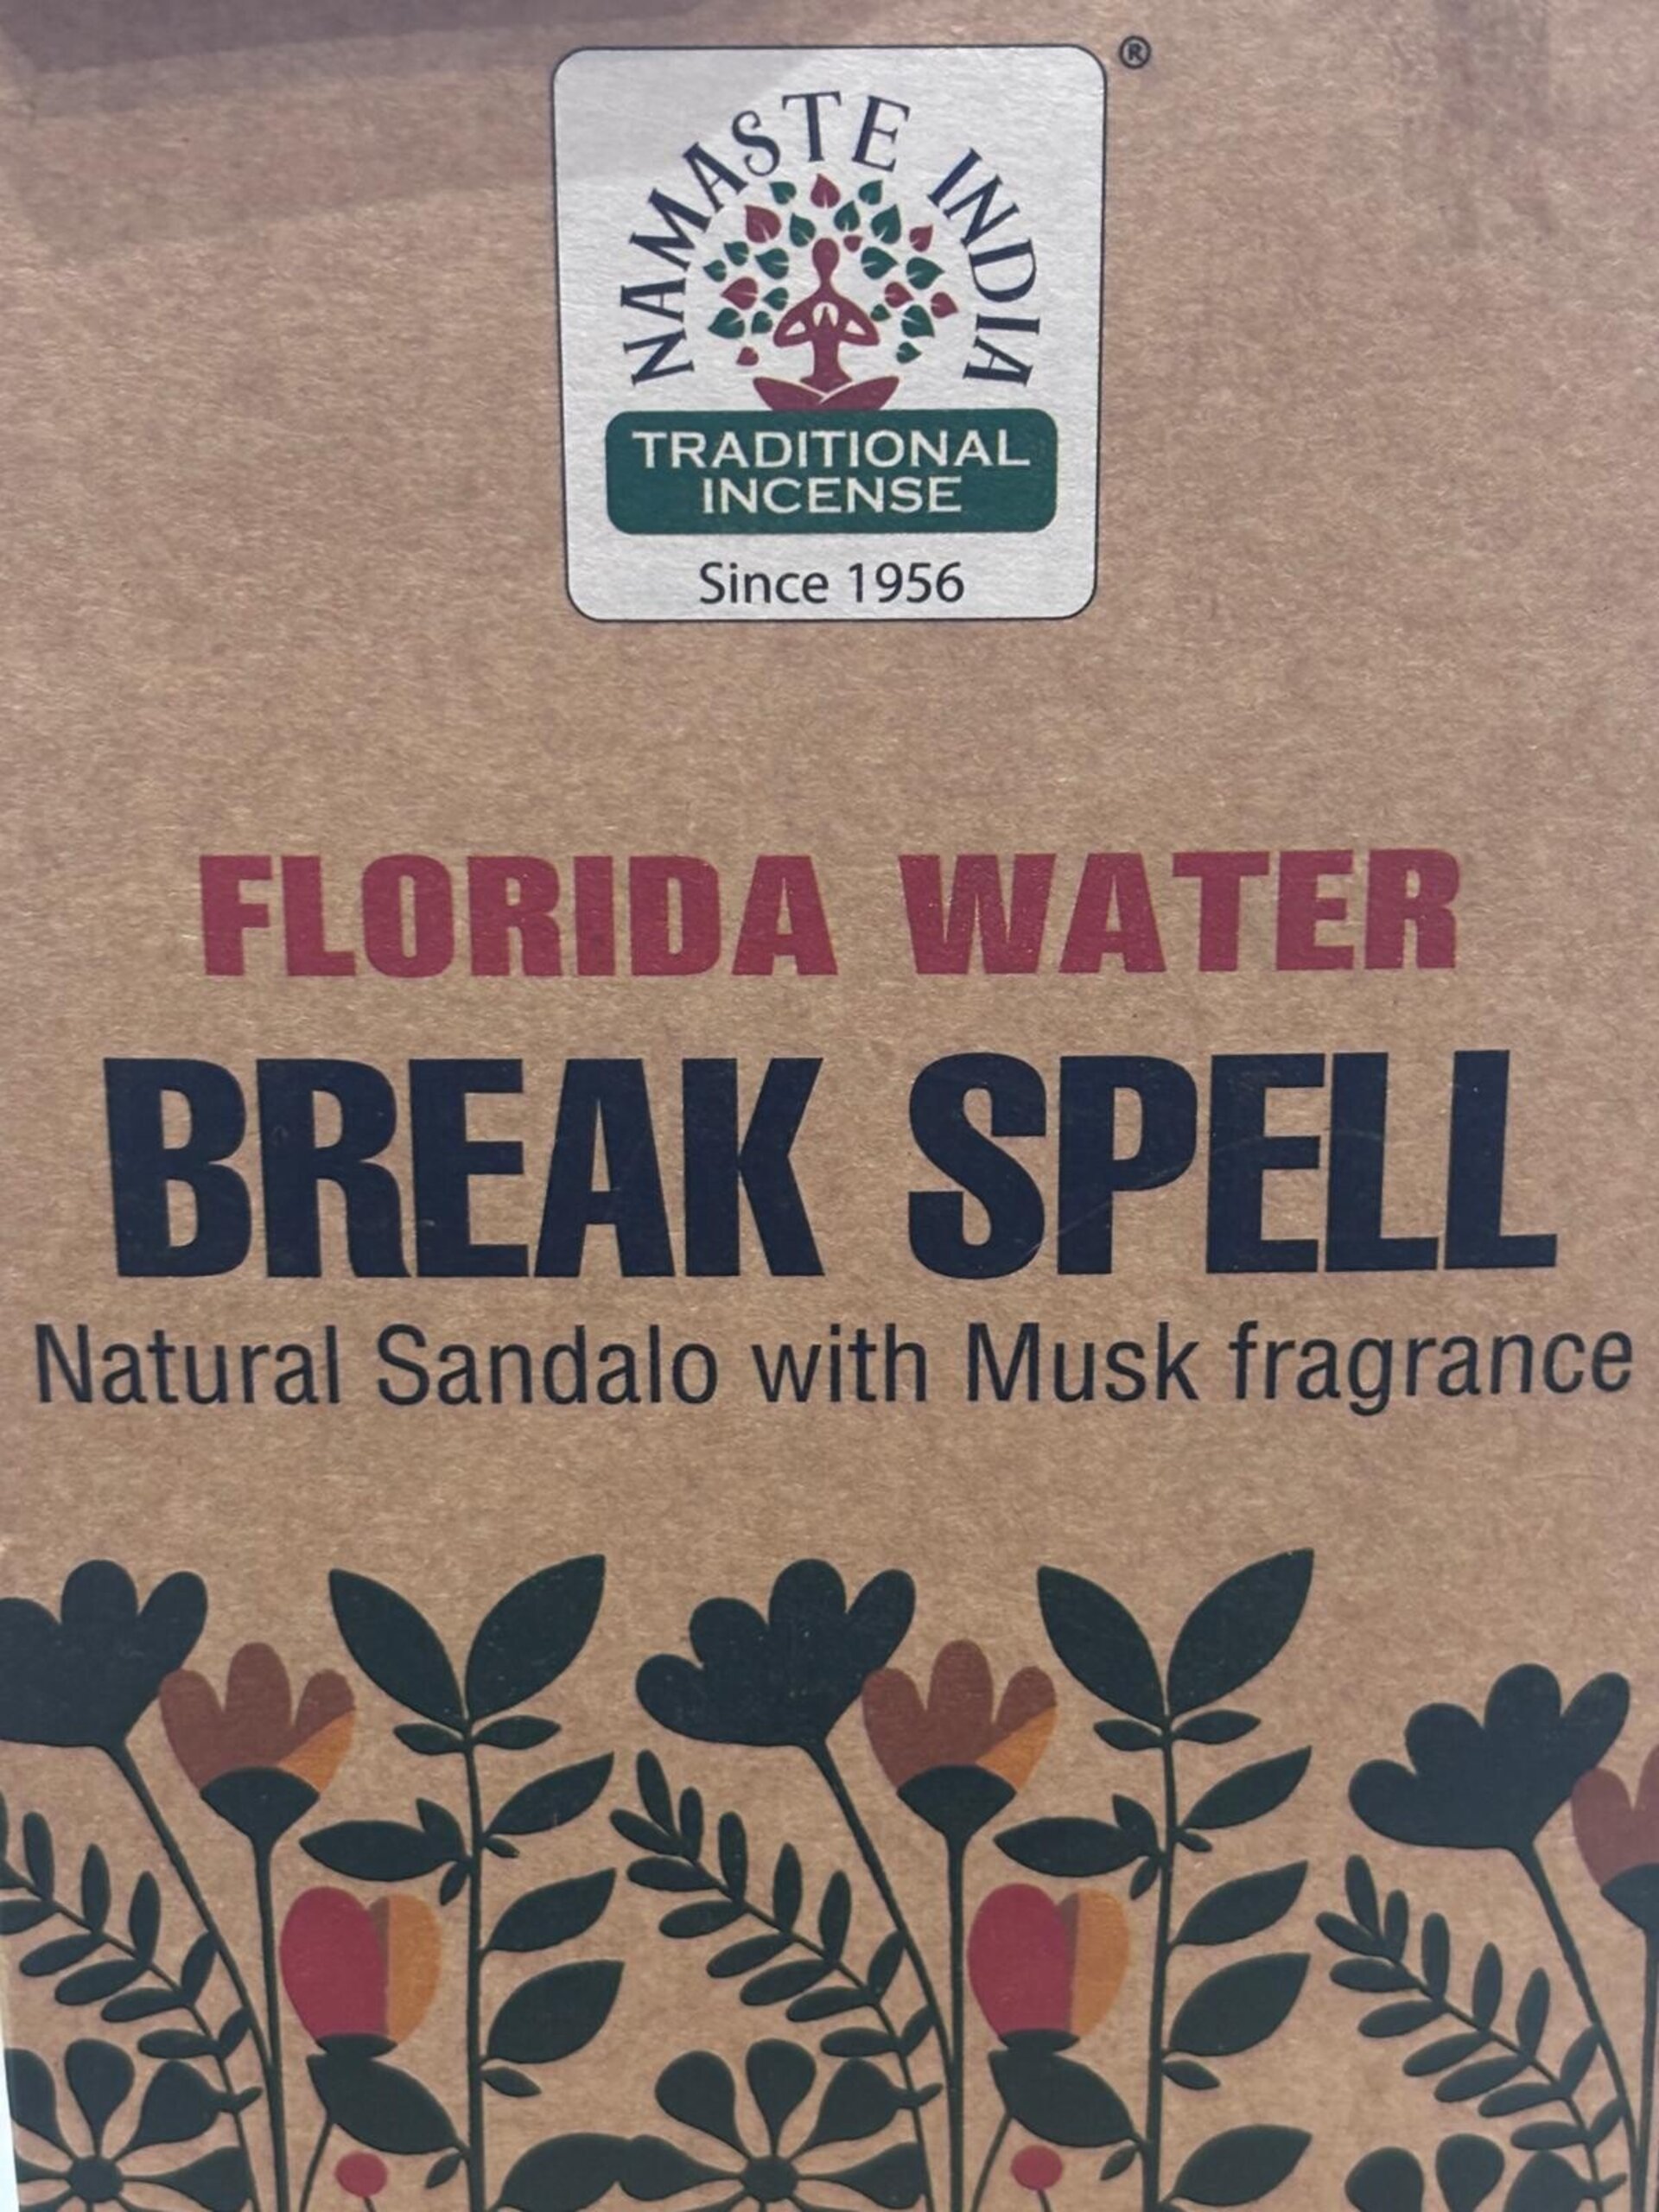 NAMASTE INDIA
®
TRADITIONAL
INCENSE
Since 1956
FLORIDA WATER
BREAK SPELL
Natural Sandalo with Musk fragrance